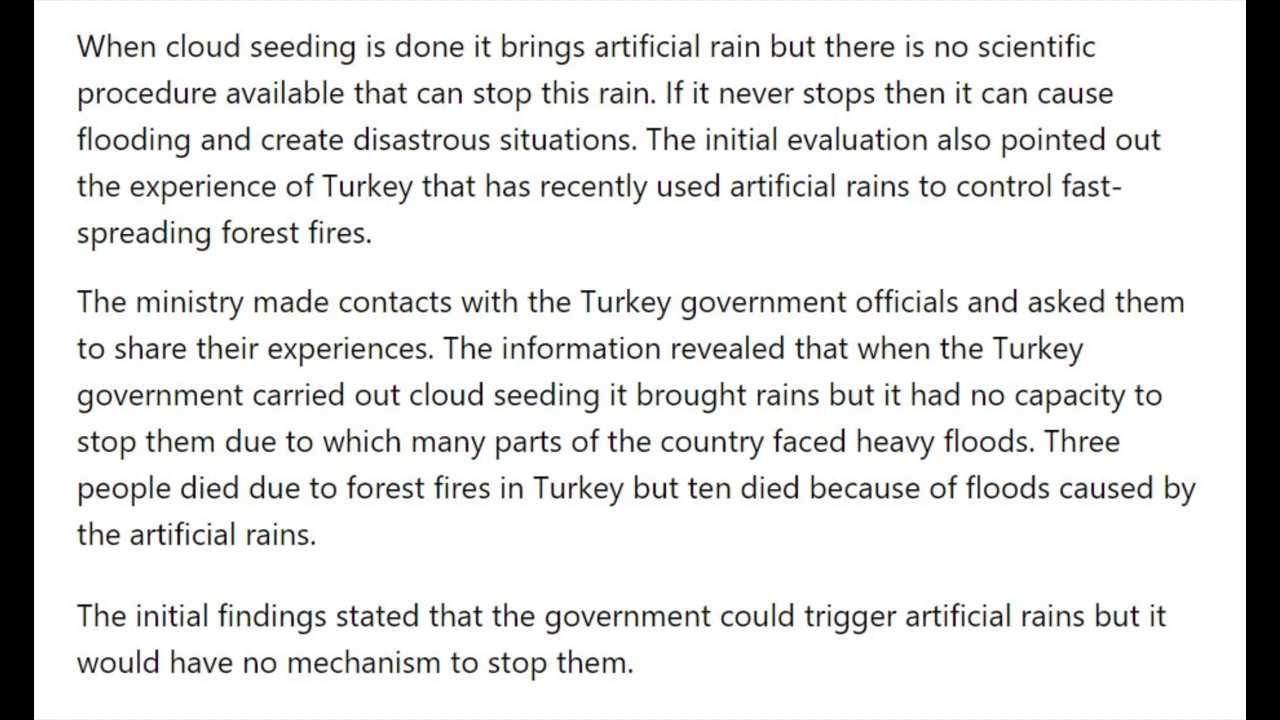 When cloud seeding is done it brings artificial rain but there is no scientific
procedure available that can stop this rain. If it never stops then it can cause
flooding and create disastrous situations. The initial evaluation also pointed out
the experience of Turkey that has recently used artificial rains to control fast-
spreading forest fires.
The ministry made contacts with the Turkey government officials and asked them
to share their experiences. The information revealed that when the Turkey
government carried out cloud seeding it brought rains but it had no capacity to
stop them due to which many parts of the country faced heavy floods. Three
people died due to forest fires in Turkey but ten died because of floods caused by
the artificial rains.
The initial findings stated that the government could trigger artificial rains but it
would have no mechanism to stop them.